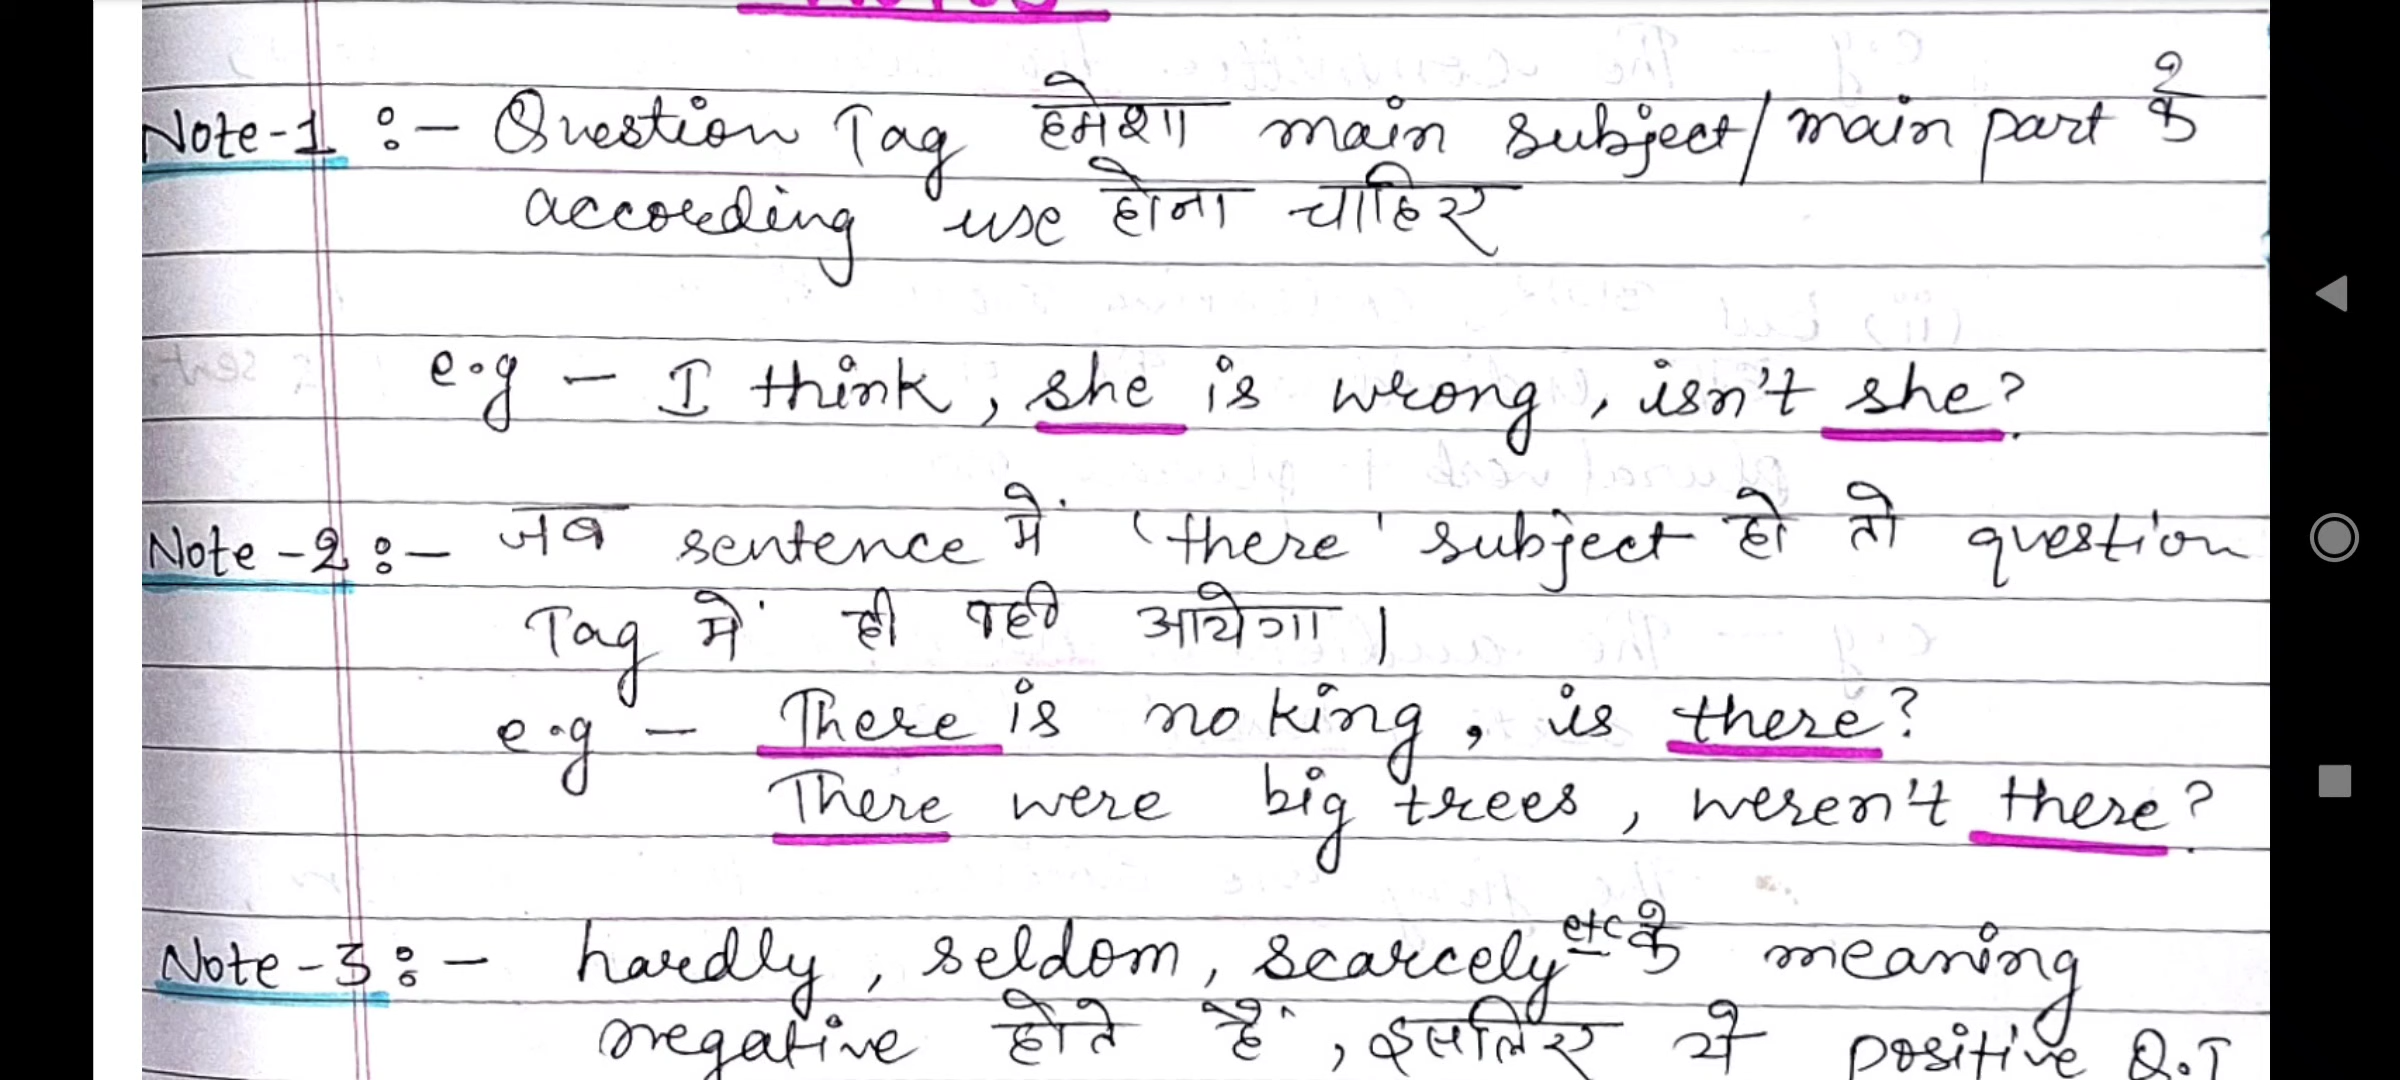 Note-1 :- Question Tag हमेशा main subject/main part के
according use होना चाहिए
e.g - I think, she is wrong, isn't she?
Note-2 :- जब sentence में 'there' subject हो तो question
Tag में ही वही आयेगा।
e.g - There is no king, is there?
There were big trees, weren't there?
Note-3 :- hardly, seldom, scarcely etc के meaning
negative होते हैं, इसलिए ये positive Q.T